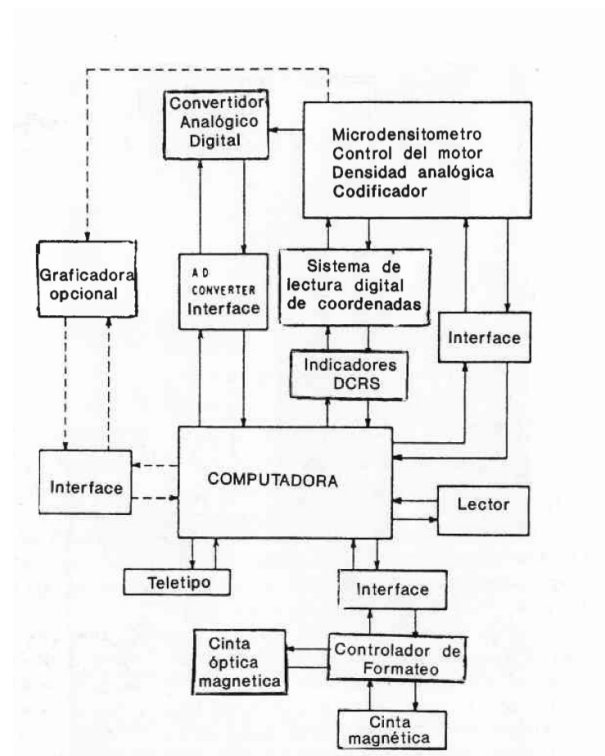 Convertidor
Analógico
Digital
Microdensitometro
Control del motor
Densidad analógica
Codificador
Graficadora
opcional
A D
CONVERTER
Interface
Sistema de
lectura digital
de coordenadas
Interface
Indicadores
DCRS
Interface
COMPUTADORA
Lector
Teletipo
Interface
Cinta
óptica
magnetica
Controlador de
Formateo
Cinta
magnética